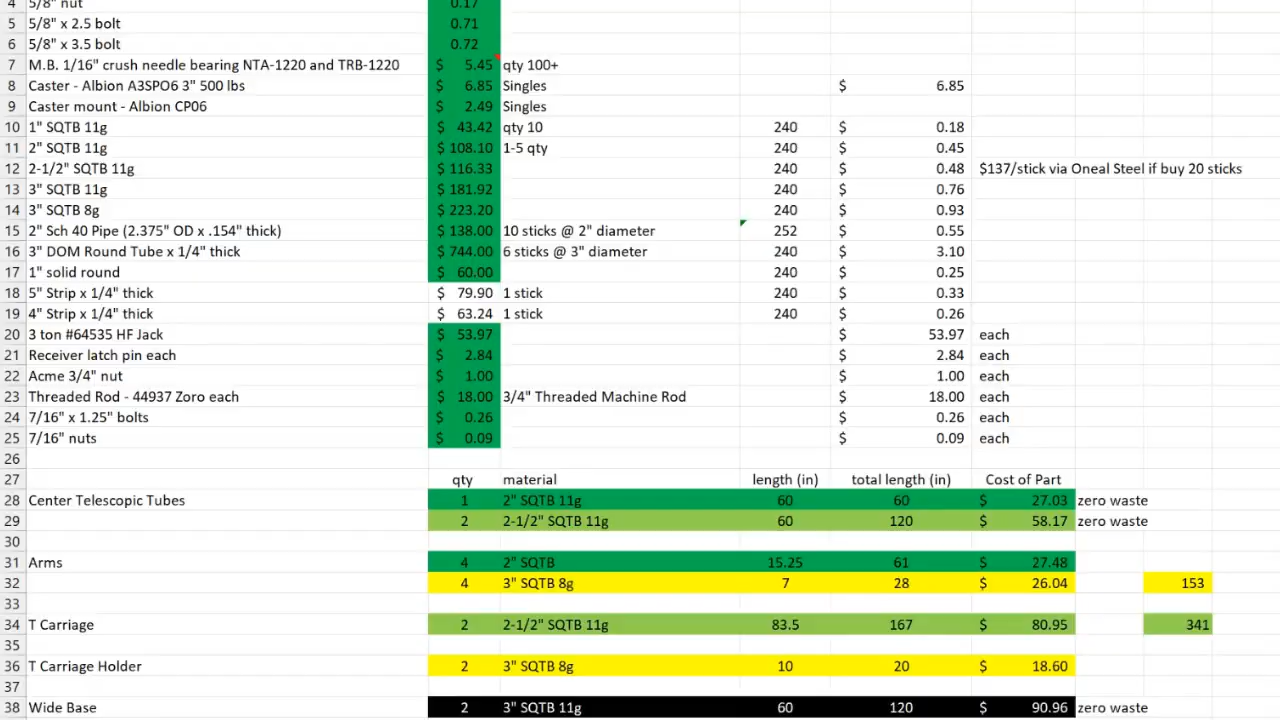 4 5/8" nut 0.17
5 5/8" x 2.5 bolt 0.71
6 5/8" x 3.5 bolt 0.72
7 M.B. 1/16" crush needle bearing NTA-1220 and TRB-1220 $ 5.45 qty 100+
8 Caster - Albion A3SPO6 3" 500 lbs $ 6.85 Singles $ 6.85
9 Caster mount - Albion CP06 $ 2.49 Singles
10 1" SQTB 11g $ 43.42 qty 10 240 $ 0.18
11 2" SQTB 11g $ 108.10 1-5 qty 240 $ 0.45
12 2-1/2" SQTB 11g $ 116.33 240 $ 0.48 $137/stick via Oneal Steel if buy 20 sticks
13 3" SQTB 11g $ 181.92 240 $ 0.76
14 3" SQTB 8g $ 223.20 240 $ 0.93
15 2" Sch 40 Pipe (2.375" OD x .154" thick) $ 138.00 10 sticks @ 2" diameter 252 $ 0.55
16 3" DOM Round Tube x 1/4" thick $ 744.00 6 sticks @ 3" diameter 240 $ 3.10
17 1" solid round $ 60.00 240 $ 0.25
18 5" Strip x 1/4" thick $ 79.90 1 stick 240 $ 0.33
19 4" Strip x 1/4" thick $ 63.24 1 stick 240 $ 0.26
20 3 ton #64535 HF Jack $ 53.97 $ 53.97 each
21 Receiver latch pin each $ 2.84 $ 2.84 each
22 Acme 3/4" nut $ 1.00 $ 1.00 each
23 Threaded Rod - 44937 Zoro each $ 18.00 3/4" Threaded Machine Rod $ 18.00 each
24 7/16" x 1.25" bolts $ 0.26 $ 0.26 each
25 7/16" nuts $ 0.09 $ 0.09 each
26
27 qty material length (in) total length (in) Cost of Part
28 Center Telescopic Tubes 1 2" SQTB 11g 60 60 $ 27.03 zero waste
29 2 2-1/2" SQTB 11g 60 120 $ 58.17 zero waste
30
31 Arms 4 2" SQTB 15.25 61 $ 27.48
32 4 3" SQTB 8g 7 28 $ 26.04 153
33
34 T Carriage 2 2-1/2" SQTB 11g 83.5 167 $ 80.95 341
35
36 T Carriage Holder 2 3" SQTB 8g 10 20 $ 18.60
37
38 Wide Base 2 3" SQTB 11g 60 120 $ 90.96 zero waste